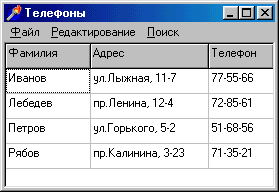 Телефоны
Файл Редактирование Поиск
Фамилия Адрес Телефон
Иванов ул.Лыжная, 11-7 77-55-66
Лебедев пр.Ленина, 12-4 72-85-61
Петров ул.Горького, 5-2 51-68-56
Рябов пр.Калинина, 3-23 71-35-21